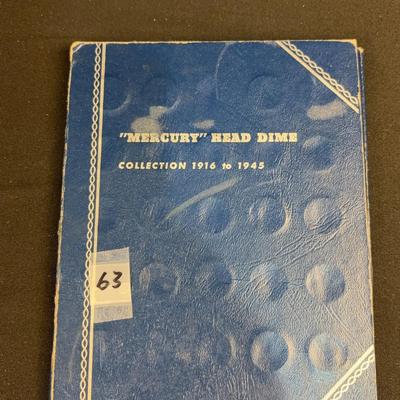 "MERCURY" HEAD DIME
COLLECTION 1916 to 1945
63